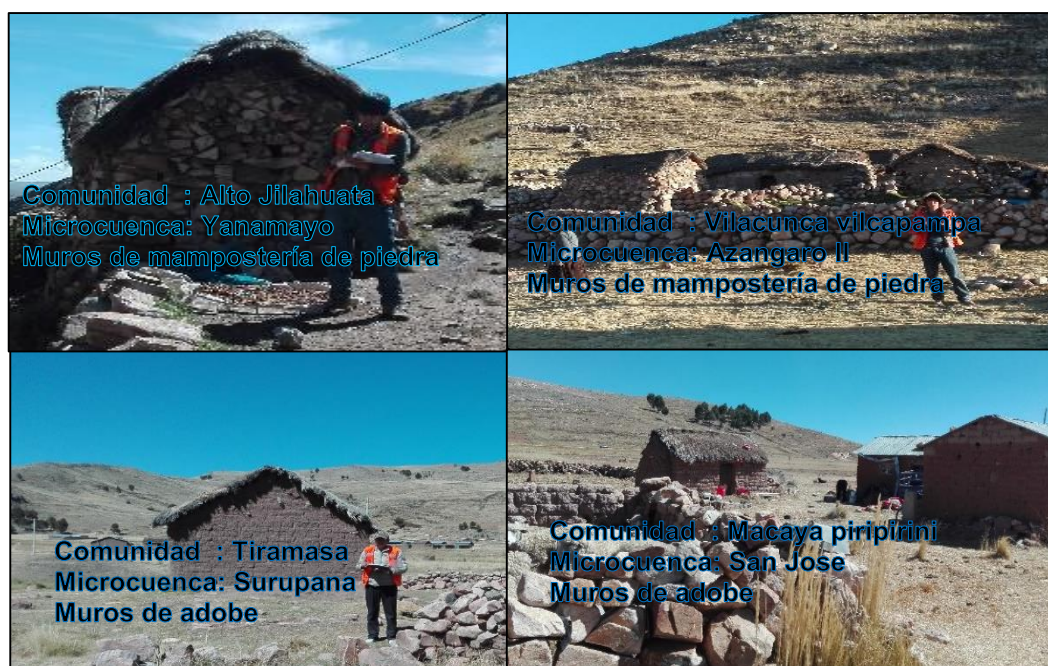 Comunidad : Alto Jilahuata
Microcuenca: Yanamayo
Muros de mampostería de piedra
Comunidad : Vilacunca vilcapampa
Microcuenca: Azangaro II
Muros de mampostería de piedra
Comunidad : Tiramasa
Microcuenca: Surupana
Muros de adobe
Comunidad : Macaya piripirini
Microcuenca: San Jose
Muros de adobe